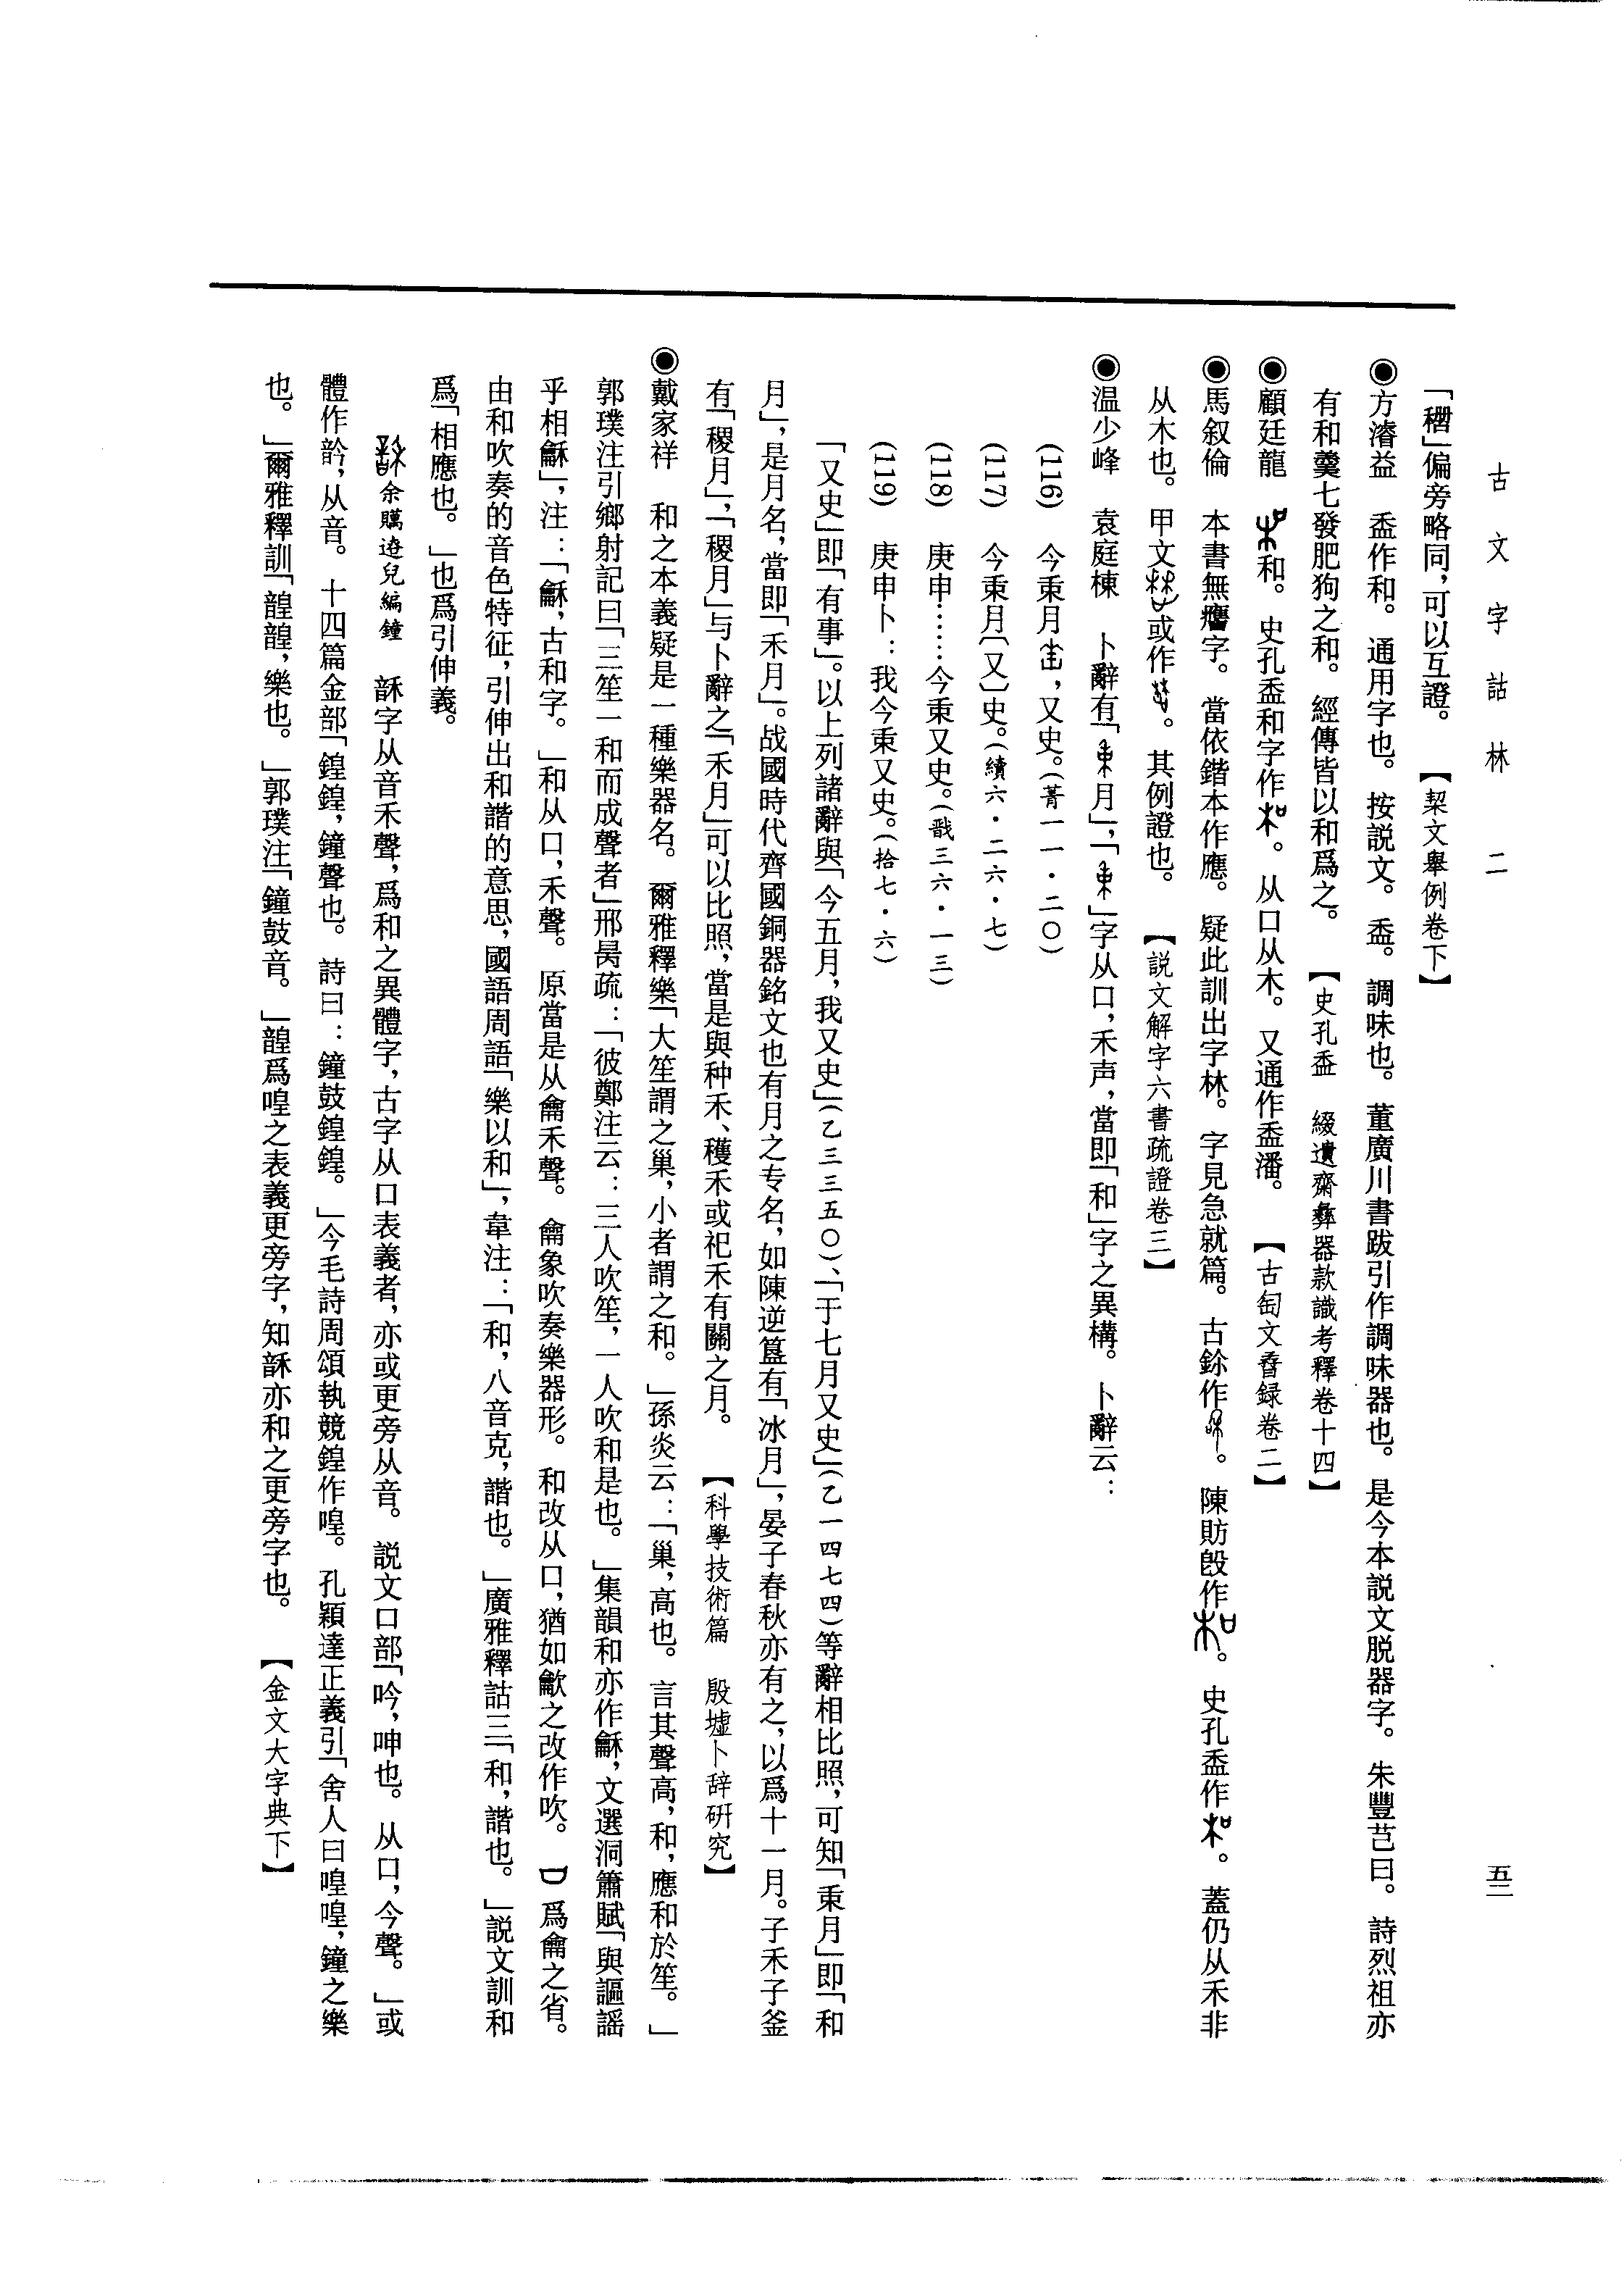 古文字詁林 二
五二
「䅵」偏旁略同，可以互證。【栔文舉例卷下】
◉方濬益 盉作和。通用字也。按説文。盉。調味也。董廣川書跋引作調味器也。是今本説文脱器字。朱豐芑曰。詩烈祖亦
有和羹七發肥狗之和。經傳皆以和爲之。【史孔盉 綴遺齋彝器款識考釋卷十四】
◉顧廷龍 和。史孔盉和字作。从口从木。又通作盉潘。【古匋文孴録卷二】
◉馬叙倫 本書無譍字。當依鍇本作應。疑此訓出字林。字見急就篇。古鉩作。陳肪𣪘作。史孔盉作。蓋仍从禾非
从木也。甲文或作。其例證也。【説文解字六書疏證卷三】
◉温少峰 袁庭棟 卜辭有「月」，「」字从口，禾声，當即「和」字之異構。卜辭云：
(116) 今𬂀月，又史。(菁一一·二〇)
(117) 今月〔又〕史。(續六·二六·七)
(118) 庚申……今又史。(戩三六·一三)
(119) 庚申卜：我今又史。(拾七·六)
「又史」即「有事」。以上列諸辭與「今五月，我又史」(乙三三五〇)、「于七月又史」(乙一四七四)等辭相比照，可知「月」即「和
月」，是月名，當即「禾月」。战國時代齊國銅器銘文也有月之专名，如陳逆簋有「冰月」，晏子春秋亦有之，以爲十一月。子禾子釜
有「稷月」，「稷月」与卜辭之「禾月」可以比照，當是與种禾、穫禾或祀禾有關之月。【科學技術篇 殷墟卜辞研究】
◉戴家祥 和之本義疑是一種樂器名。爾雅釋樂「大笙謂之巢，小者謂之和。」孫炎云：「巢，高也。言其聲高，和，應和於笙。」
郭璞注引鄉射記曰「三笙一和而成聲者」邢昺疏：「彼鄭注云：三人吹笙，一人吹和是也。」集韻和亦作龢，文選洞簫賦「與謳謡
乎相龢」，注：「龢，古和字。」和从口，禾聲。原當是从龠禾聲。龠象吹奏樂器形。和改从口，猶如龡之改作吹。爲龠之省。
由和吹奏的音色特征，引伸出和諧的意思，國語周語「樂以和」，韋注：「和，八音克，諧也。」廣雅釋詁三「和，諧也。」説文訓和
爲「相應也。」也爲引伸義。
余贎逨兒編鐘 訸字从音禾聲，爲和之異體字，古字从口表義者，亦或更旁从音。説文口部「吟，呻也。从口，今聲。」或
體作䪩，从音。十四篇金部「鍠鍠，鐘聲也。詩曰：鐘鼓鍠鍠。」今毛詩周頌執競鍠作喤。孔穎達正義引「舍人曰喤喤，鐘之樂
也。」爾雅釋訓「韹韹，樂也。」郭璞注「鐘鼓音。」韹爲喤之表義更旁字，知亦和之更旁字也。【金文大字典下】